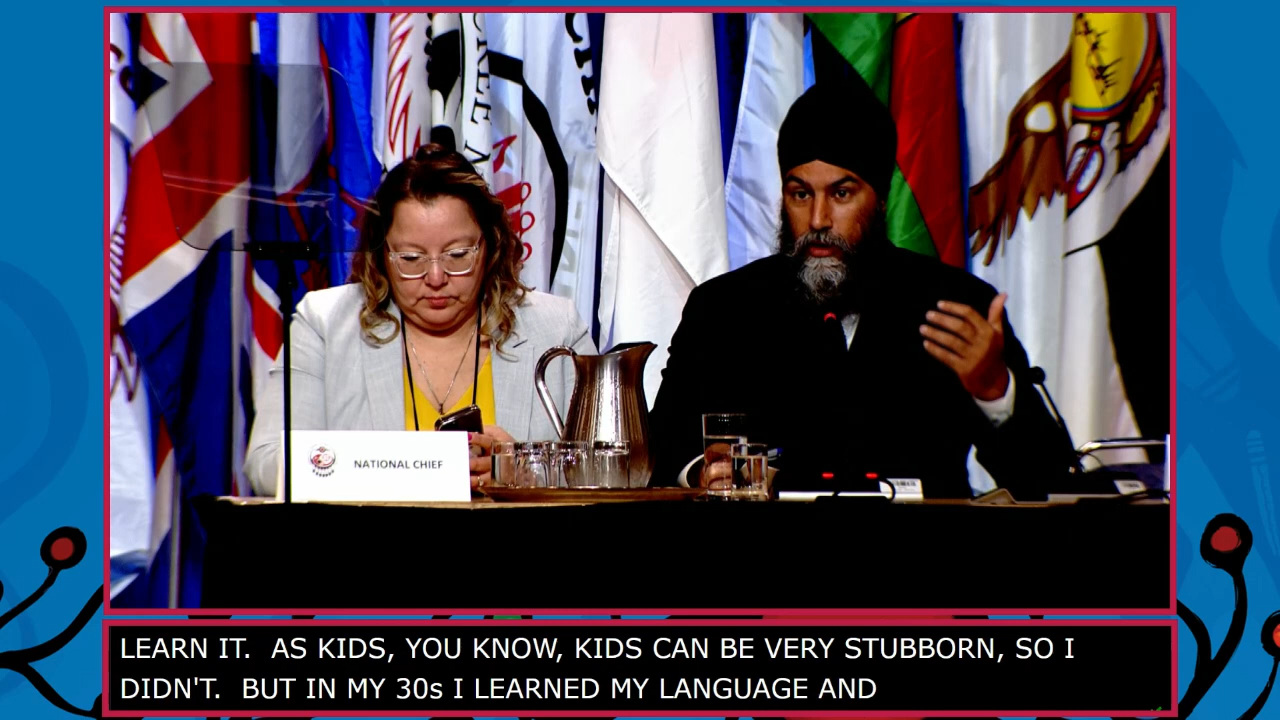 NATIONAL CHIEF
LEARN IT.  AS KIDS, YOU KNOW, KIDS CAN BE VERY STUBBORN, SO I
DIDN'T.  BUT IN MY 30s I LEARNED MY LANGUAGE AND